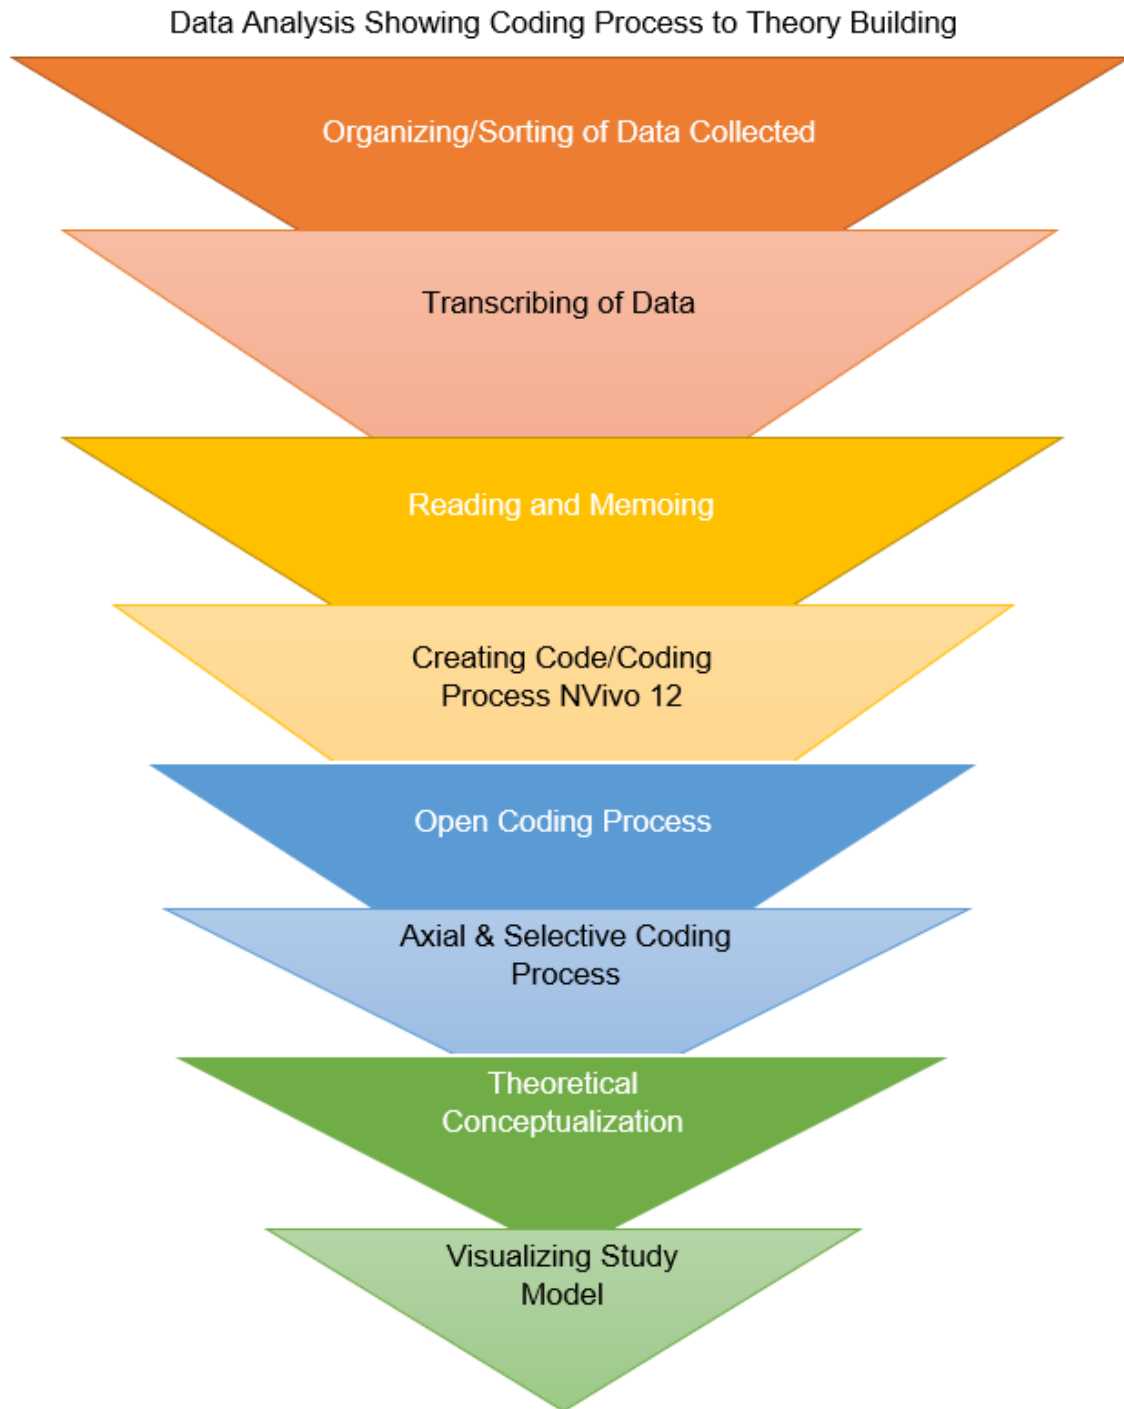 Data Analysis Showing Coding Process to Theory Building
Organizing/Sorting of Data Collected
Transcribing of Data
Reading and Memoing
Creating Code/Coding
Process NVivo 12
Open Coding Process
Axial & Selective Coding
Process
Theoretical
Conceptualization
Visualizing Study
Model